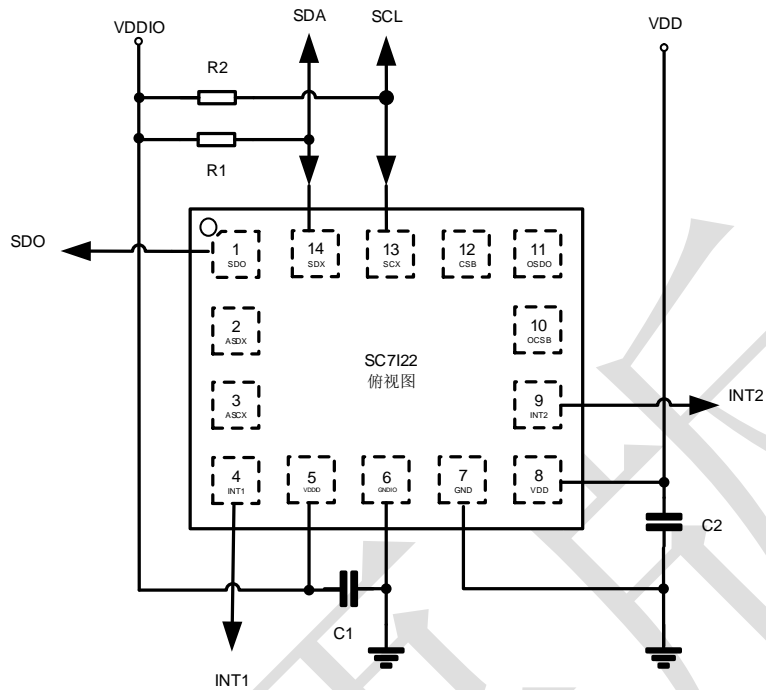 VDDIO
SDA
SCL
VDD
R2
R1
SDO
1
SDO
14
SDX
13
SCX
12
CSB
11
OSDO
2
ASDX
10
OCSB
SC7I22
俯视图
3
ASCX
9
INT2
INT2
4
INT1
5
VDDD
6
GNDIO
7
GND
8
VDD
C2
C1
INT1